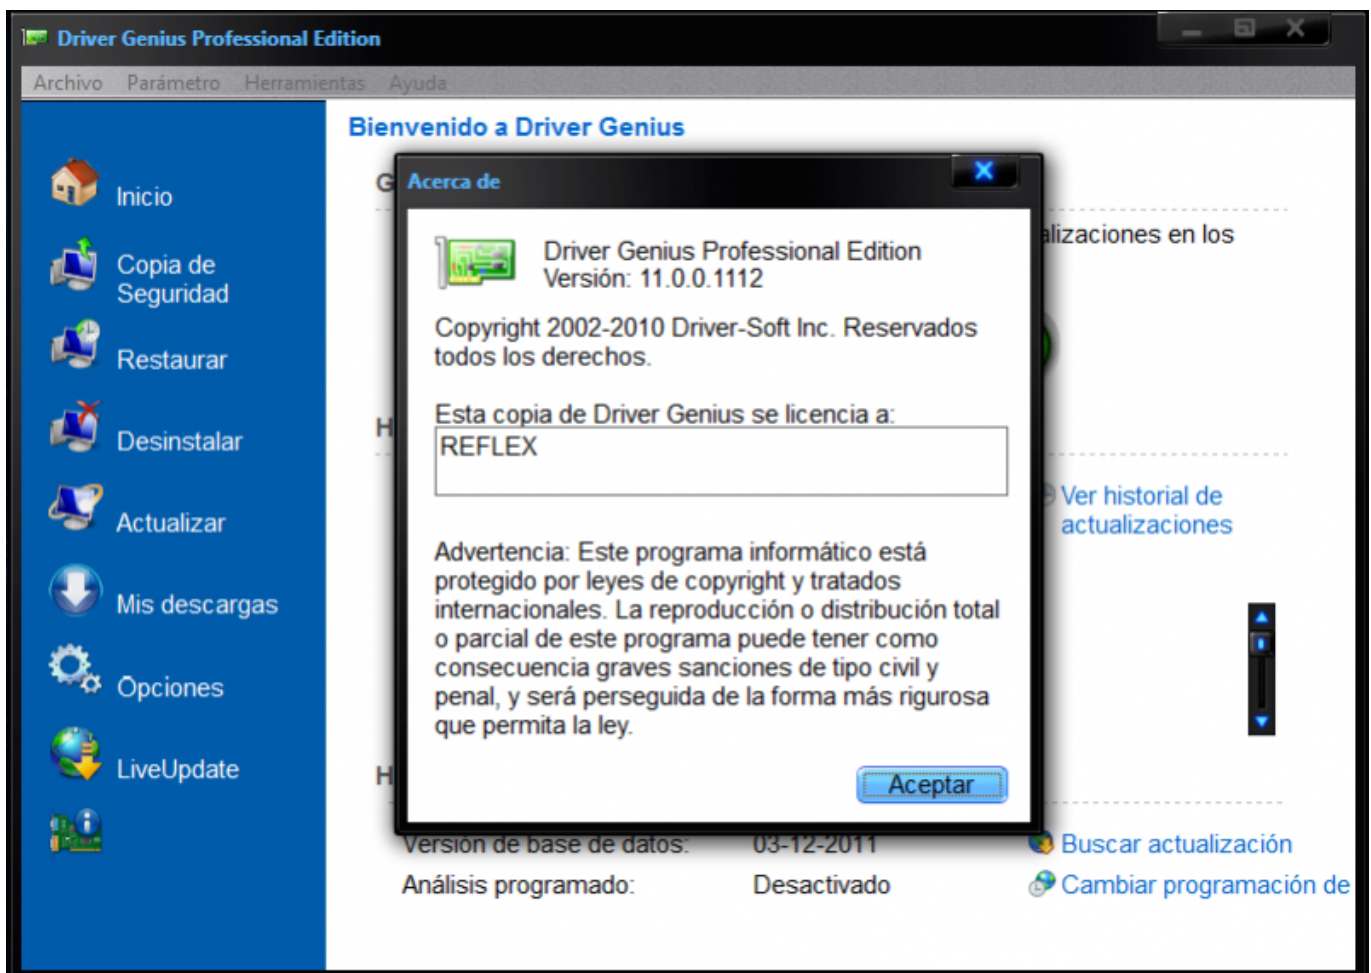 Driver Genius Professional Edition
Archivo Parámetro Herramientas Ayuda
Bienvenido a Driver Genius
Inicio
Copia de
Seguridad
Restaurar
Desinstalar
Actualizar
Mis descargas
Opciones
LiveUpdate
Acerca de
Driver Genius Professional Edition
Versión: 11.0.0.1112
Copyright 2002-2010 Driver-Soft Inc. Reservados
todos los derechos.
Esta copia de Driver Genius se licencia a:
REFLEX
Advertencia: Este programa informático está
protegido por leyes de copyright y tratados
internacionales. La reproducción o distribución total
o parcial de este programa puede tener como
consecuencia graves sanciones de tipo civil y
penal, y será perseguida de la forma más rigurosa
que permita la ley.
Aceptar
en los
Ver historial de
actualizaciones
Versión de base de datos: 03-12-2011 Buscar actualización
Análisis programado: Desactivado Cambiar programación de